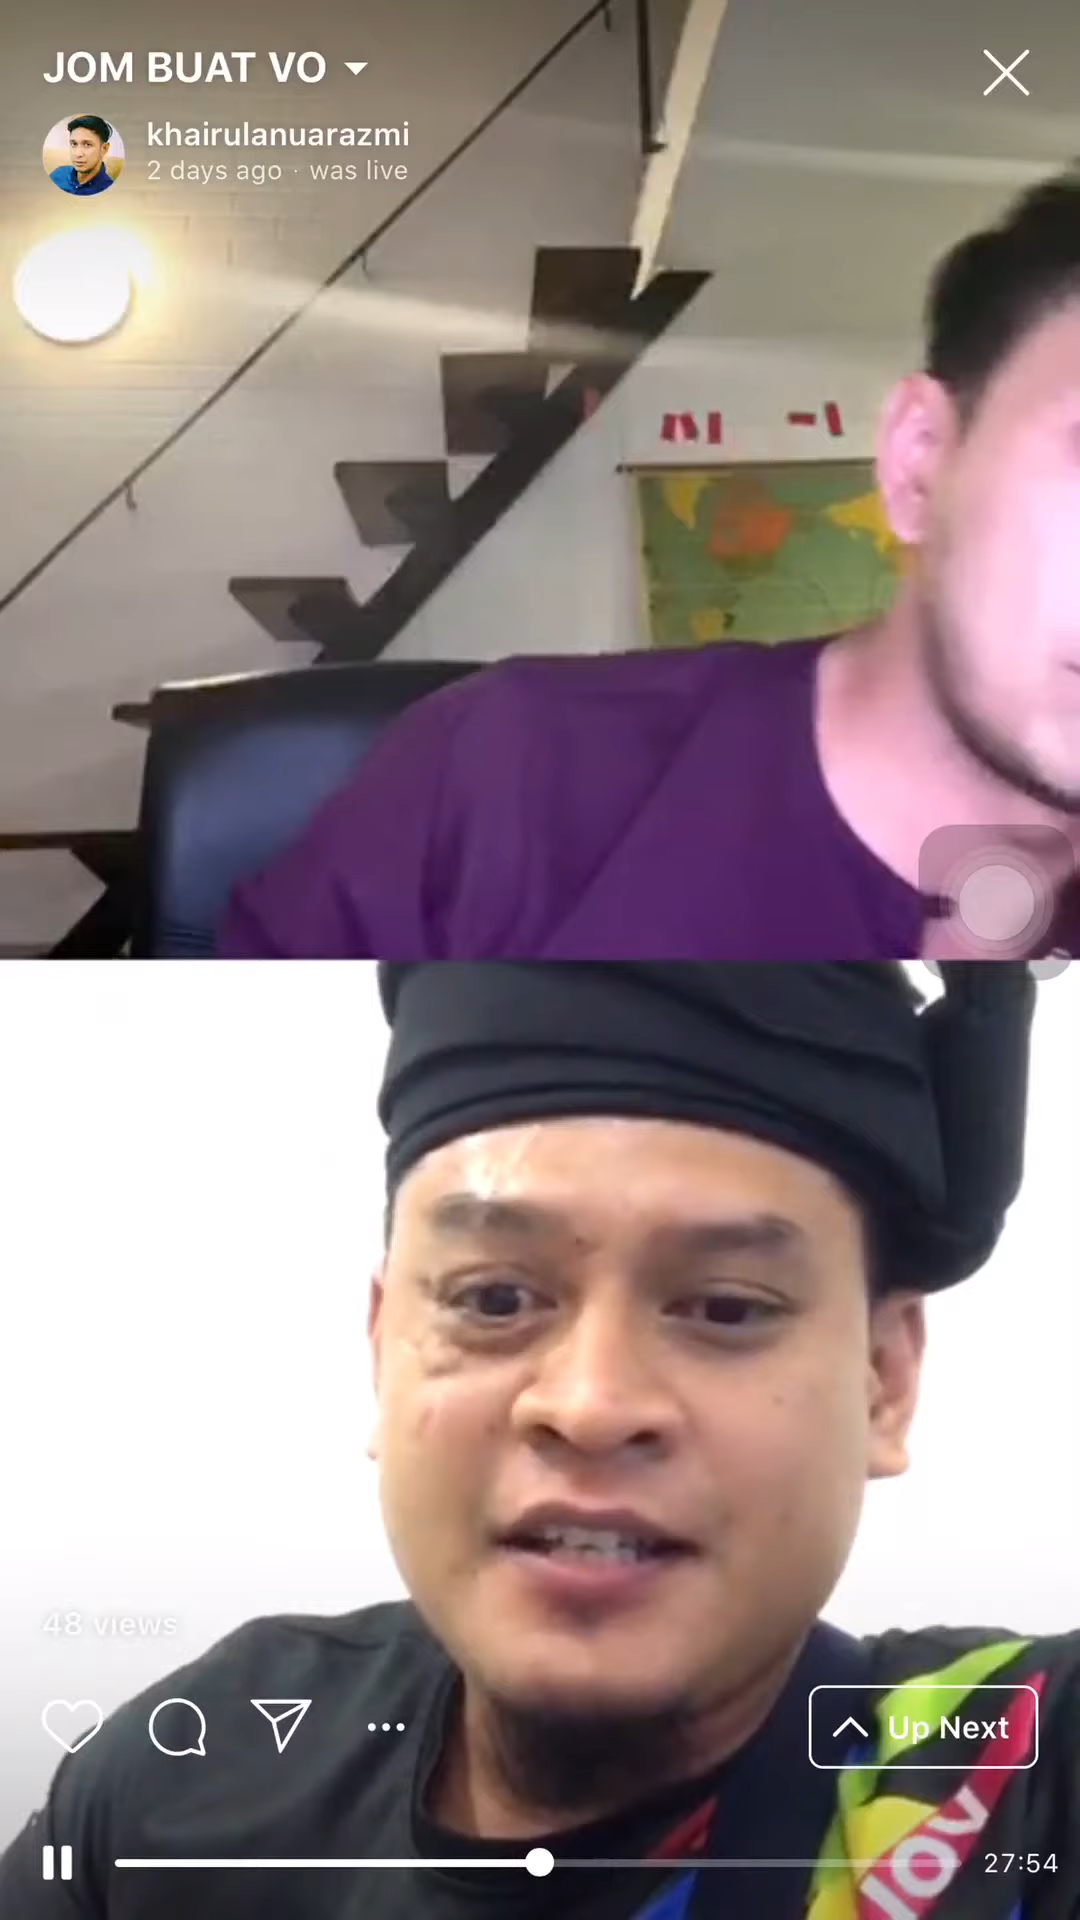 JOM BUAT VO
khairulanuarazmi
2 days ago · was live
48 views
Up Next
27:54